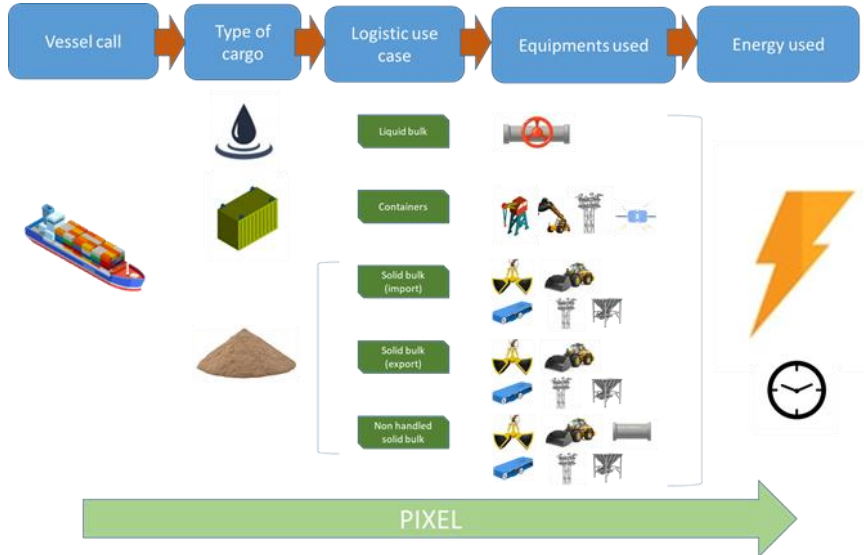 Vessel call
Type of
cargo
Logistic use
case
Equipments used
Energy used
Liquid bulk
Containers
Solid bulk
(import)
Solid bulk
(export)
Non handled
solid bulk
PIXEL